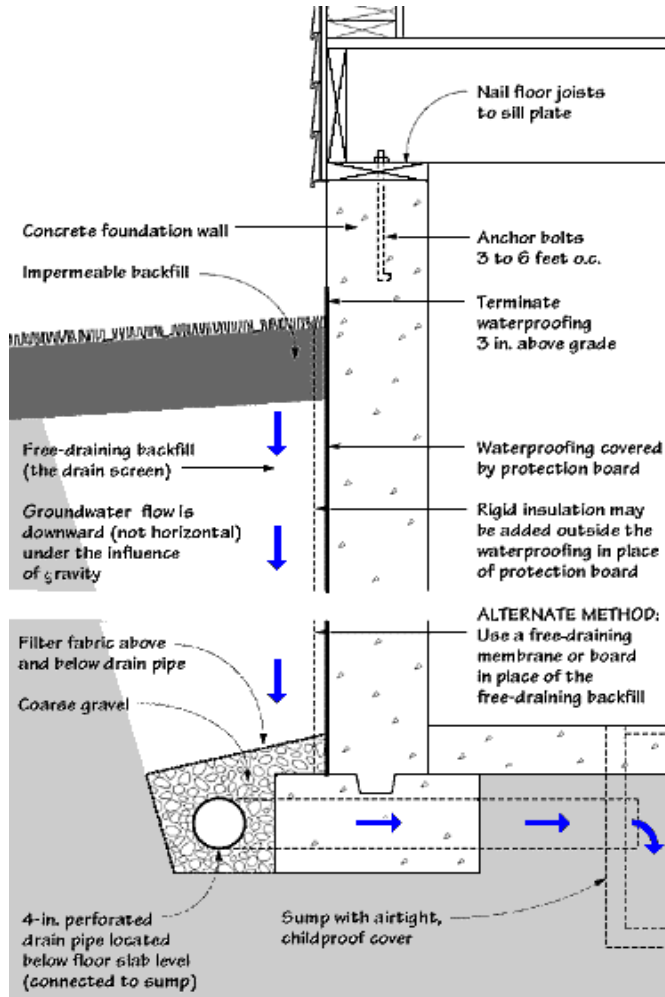 Nail floor joists
to sill plate
Concrete foundation wall
Anchor bolts
3 to 6 feet o.c.
Impermeable backfill
Terminate
waterproofing
3 in. above grade
Free-draining backfill
(the drain screen)
Waterproofing covered
by protection board
Groundwater flow is
downward (not horizontal)
under the influence
of gravity
Rigid insulation may
be added outside the
waterproofing in place
of protection board
ALTERNATE METHOD:
Use a free-draining
membrane or board
in place of the
free-draining backfill
Filter fabric above
and below drain pipe
Coarse gravel
4-in. perforated
drain pipe located
below floor slab level
(connected to sump)
Sump with airtight,
childproof cover